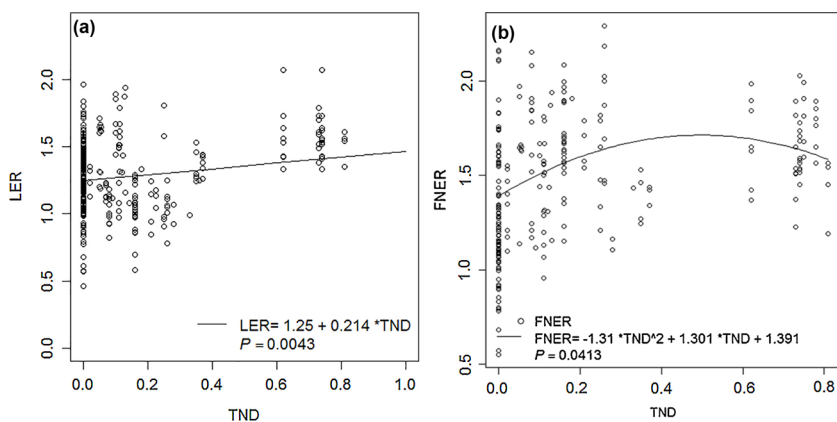 (a)
2.0
1.5
1.0
0.5
0.0
LER
LER= 1.25 + 0.214 *TND
P = 0.0043
0.0 0.2 0.4 0.6 0.8 1.0
TND
(b)
2.0
1.5
1.0
0.5
FNER
FNER
FNER= -1.31 *TND^2 + 1.301 *TND + 1.391
P = 0.0413
0.0 0.2 0.4 0.6 0.8
TND